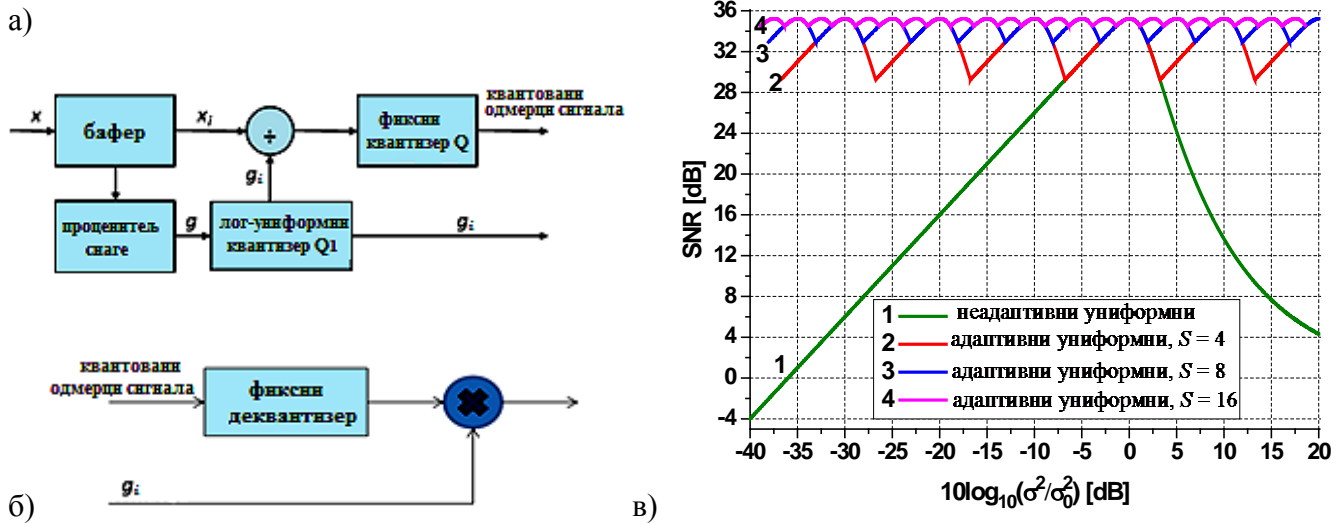 а)
x
бафер
x_i
÷
фиксни
квантизер Q
квантовани
одмерци сигнала
g_i
проценитељ
снаге
g
лог-униформни
квантизер Q1
g_i
квантовани
одмерци сигнала
фиксни
деквантизер
g_i
б)
в)
SNR [dB]
36
32
28
24
20
16
12
8
4
0
-4
4
3
2
1
1 неадаптивни униформни
2 адаптивни униформни, S = 4
3 адаптивни униформни, S = 8
4 адаптивни униформни, S = 16
-40 -35 -30 -25 -20 -15 -10 -5 0 5 10 15 20
10log₁₀(σ²/σ₀²) [dB]